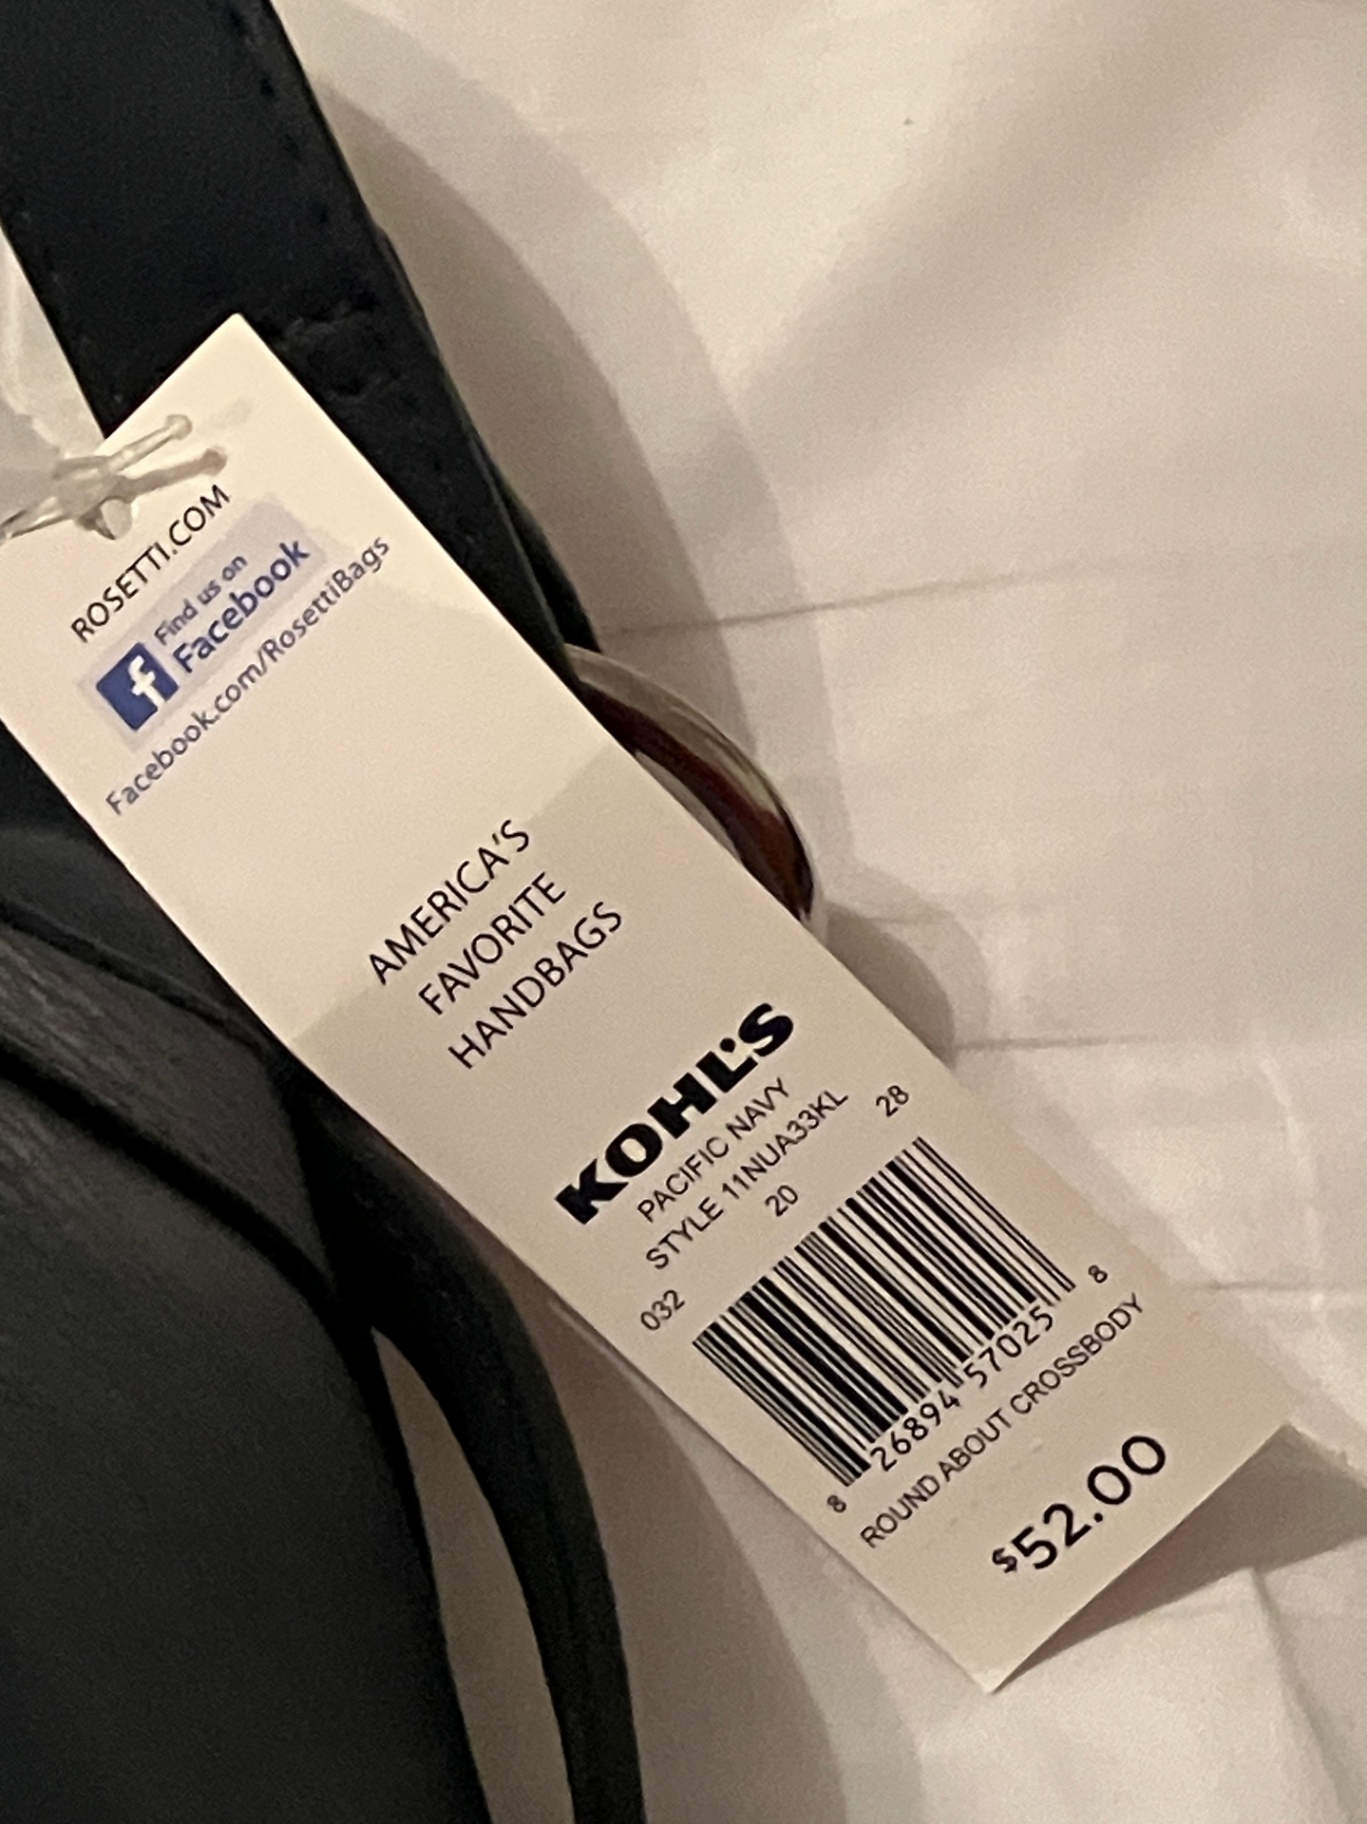 ROSETTI.COM
Find us on
Facebook
Facebook.com/RosettiBags
AMERICA'S
FAVORITE
HANDBAGS
KOHL'S
PACIFIC NAVY
STYLE 11NUA33KL
032 20 28
8 26894 57025 8
ROUND ABOUT CROSSBODY
$52.00